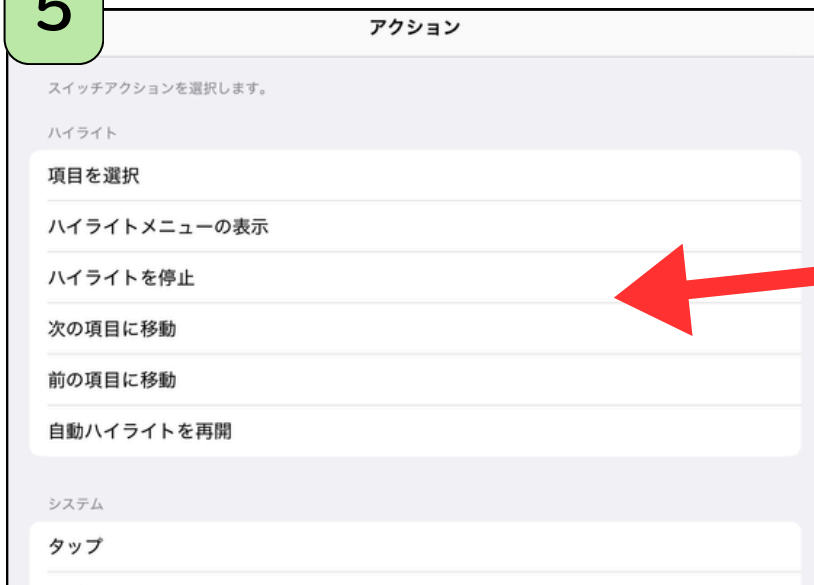 5
アクション
スイッチアクションを選択します。
ハイライト
項目を選択
ハイライトメニューの表示
ハイライトを停止
次の項目に移動
前の項目に移動
自動ハイライトを再開
システム
タップ